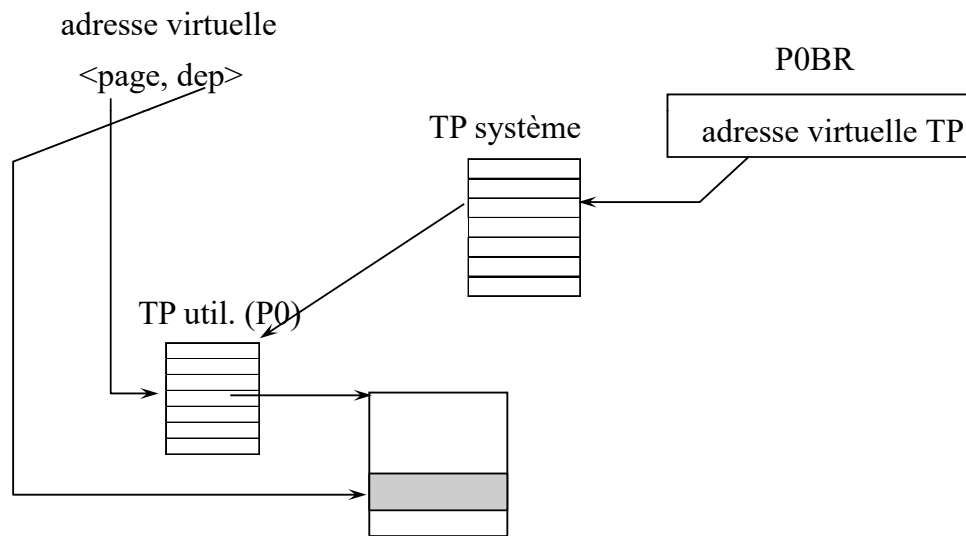 adresse virtuelle
<page, dep>
P0BR
adresse virtuelle TP
TP système
TP util. (P0)